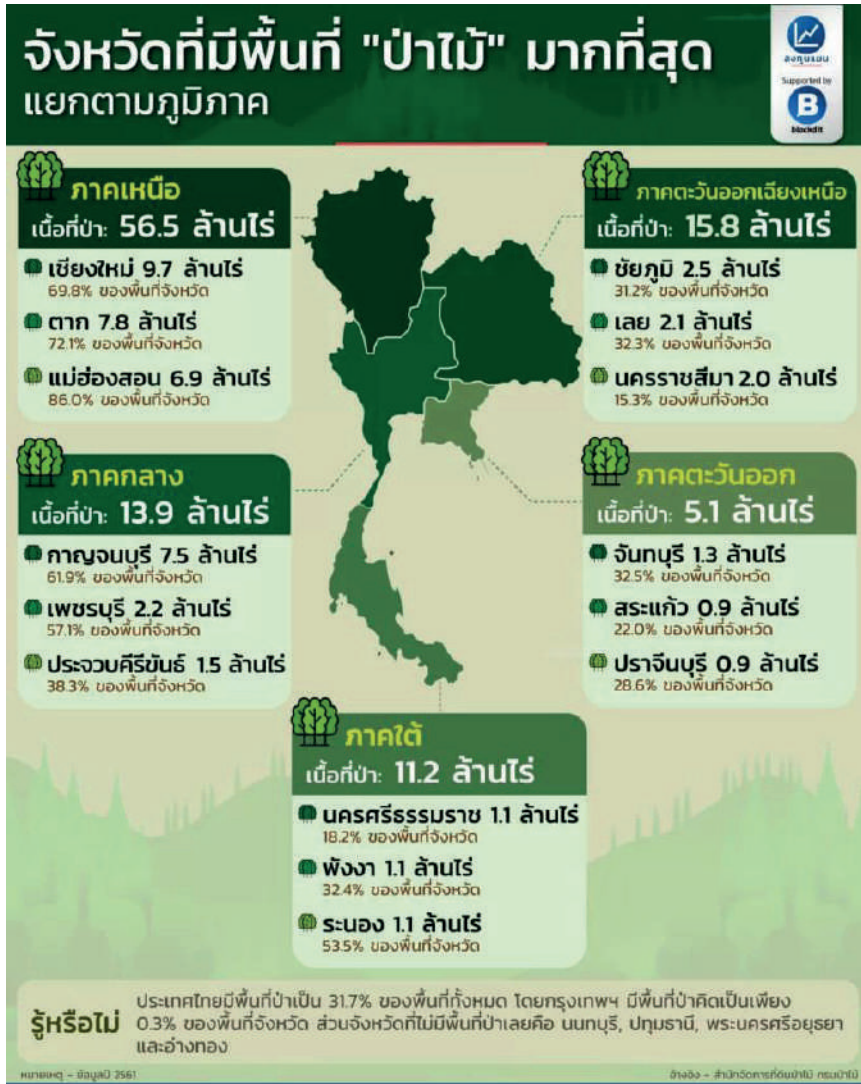 จังหวัดที่มีพื้นที่ "ป่าไม้" มากที่สุด
แยกตามภูมิภาค
ลงทุนแมน
Supported by
B
blockdit
ภาคเหนือ
เนื้อที่ป่า: 56.5 ล้านไร่
เชียงใหม่ 9.7 ล้านไร่
69.8% ของพื้นที่จังหวัด
ตาก 7.8 ล้านไร่
72.1% ของพื้นที่จังหวัด
แม่ฮ่องสอน 6.9 ล้านไร่
86.0% ของพื้นที่จังหวัด
ภาคตะวันออกเฉียงเหนือ
เนื้อที่ป่า: 15.8 ล้านไร่
ชัยภูมิ 2.5 ล้านไร่
31.2% ของพื้นที่จังหวัด
เลย 2.1 ล้านไร่
32.3% ของพื้นที่จังหวัด
นครราชสีมา 2.0 ล้านไร่
15.3% ของพื้นที่จังหวัด
ภาคกลาง
เนื้อที่ป่า: 13.9 ล้านไร่
กาญจนบุรี 7.5 ล้านไร่
61.9% ของพื้นที่จังหวัด
เพชรบุรี 2.2 ล้านไร่
57.1% ของพื้นที่จังหวัด
ประจวบคีรีขันธ์ 1.5 ล้านไร่
38.3% ของพื้นที่จังหวัด
ภาคตะวันออก
เนื้อที่ป่า: 5.1 ล้านไร่
จันทบุรี 1.3 ล้านไร่
32.5% ของพื้นที่จังหวัด
สระแก้ว 0.9 ล้านไร่
22.0% ของพื้นที่จังหวัด
ปราจีนบุรี 0.9 ล้านไร่
28.6% ของพื้นที่จังหวัด
ภาคใต้
เนื้อที่ป่า: 11.2 ล้านไร่
นครศรีธรรมราช 1.1 ล้านไร่
18.2% ของพื้นที่จังหวัด
พังงา 1.1 ล้านไร่
32.4% ของพื้นที่จังหวัด
ระนอง 1.1 ล้านไร่
53.5% ของพื้นที่จังหวัด
รู้หรือไม่
ประเทศไทยมีพื้นที่ป่าเป็น 31.7% ของพื้นที่ทั้งหมด โดยกรุงเทพฯ มีพื้นที่ป่าคิดเป็นเพียง
0.3% ของพื้นที่จังหวัด ส่วนจังหวัดที่ไม่มีพื้นที่ป่าเลยคือ นนทบุรี, ปทุมธานี, พระนครศรีอยุธยา
และอ่างทอง
หมายเหตุ - ข้อมูลปี 2561
อ้างอิง - สำนักจัดการที่ดินป่าไม้ กรมป่าไม้